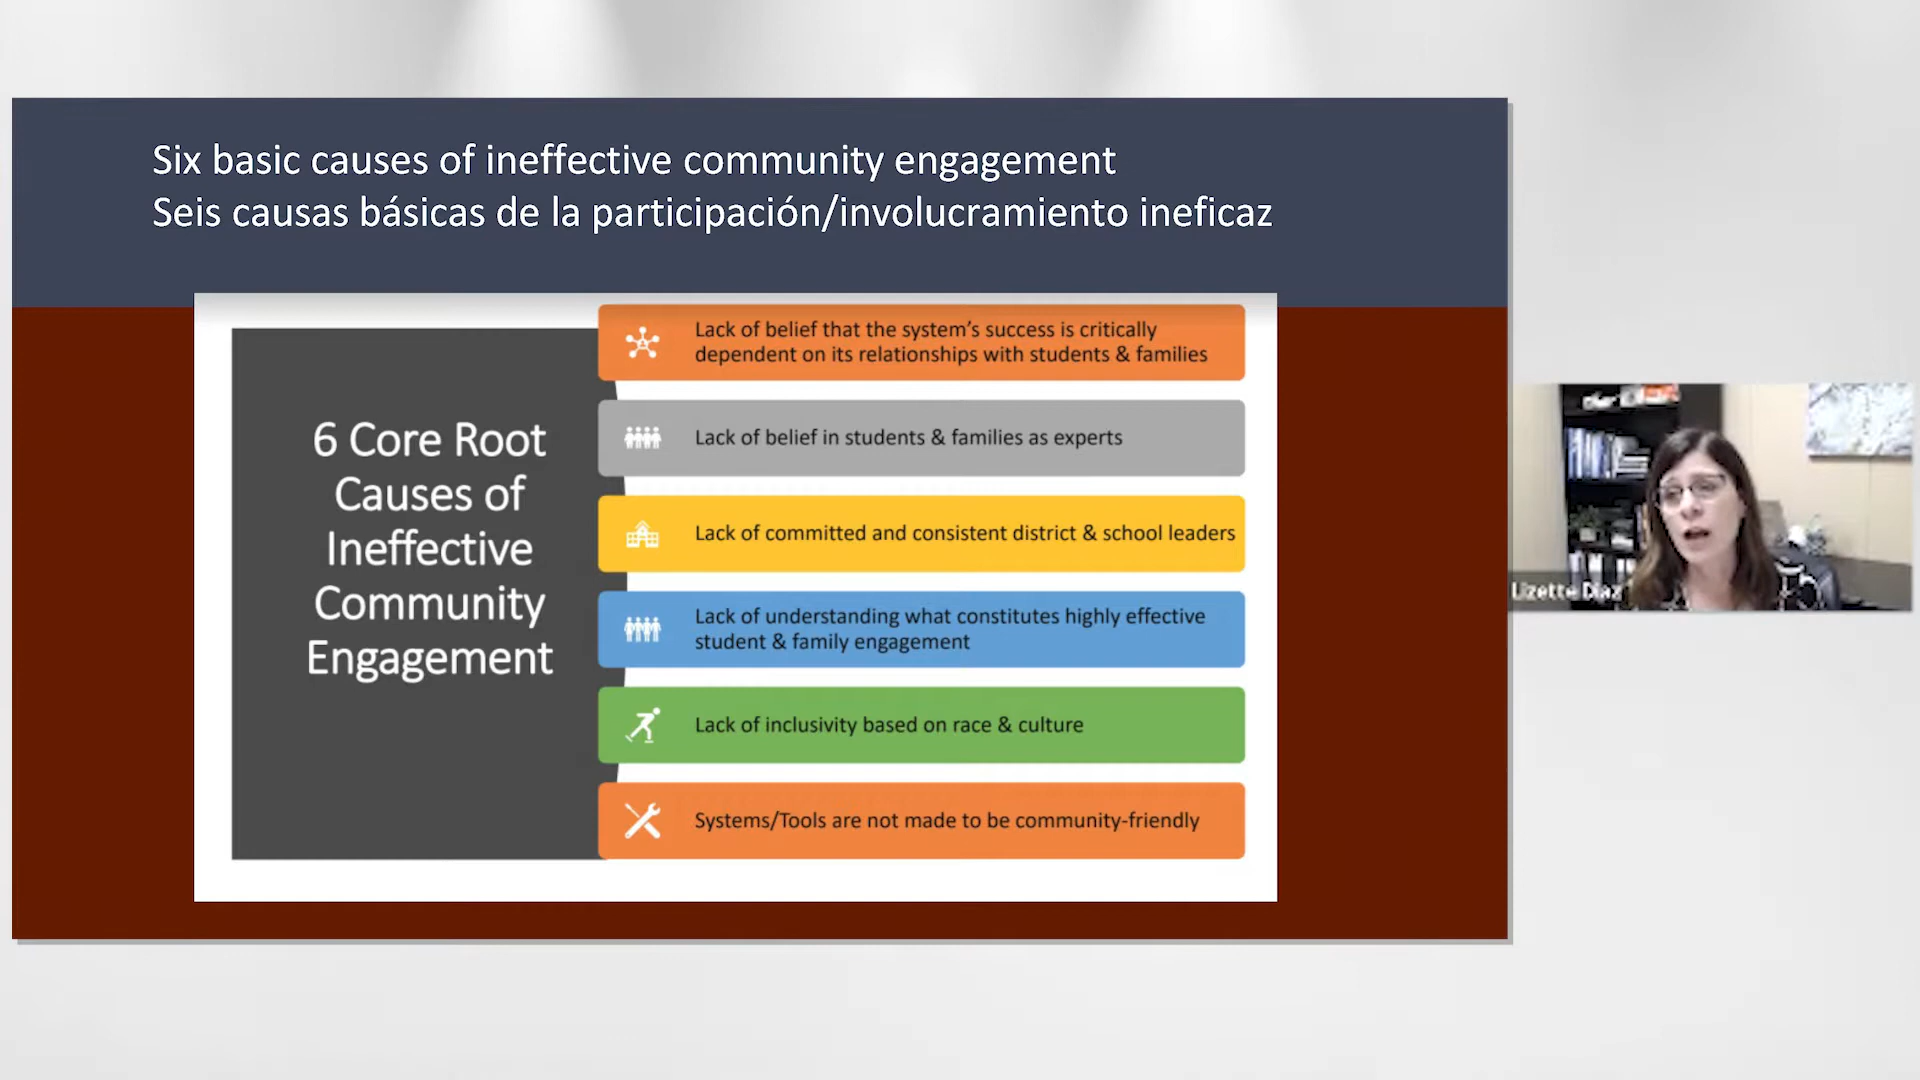 Six basic causes of ineffective community engagement
Seis causas básicas de la participación/involucramiento ineficaz
6 Core Root
Causes of
Ineffective
Community
Engagement
Lack of belief that the system's success is critically
dependent on its relationships with students & families
Lack of belief in students & families as experts
Lack of committed and consistent district & school leaders
Lack of understanding what constitutes highly effective
student & family engagement
Lack of inclusivity based on race & culture
Systems/Tools are not made to be community-friendly
Lizette Diaz